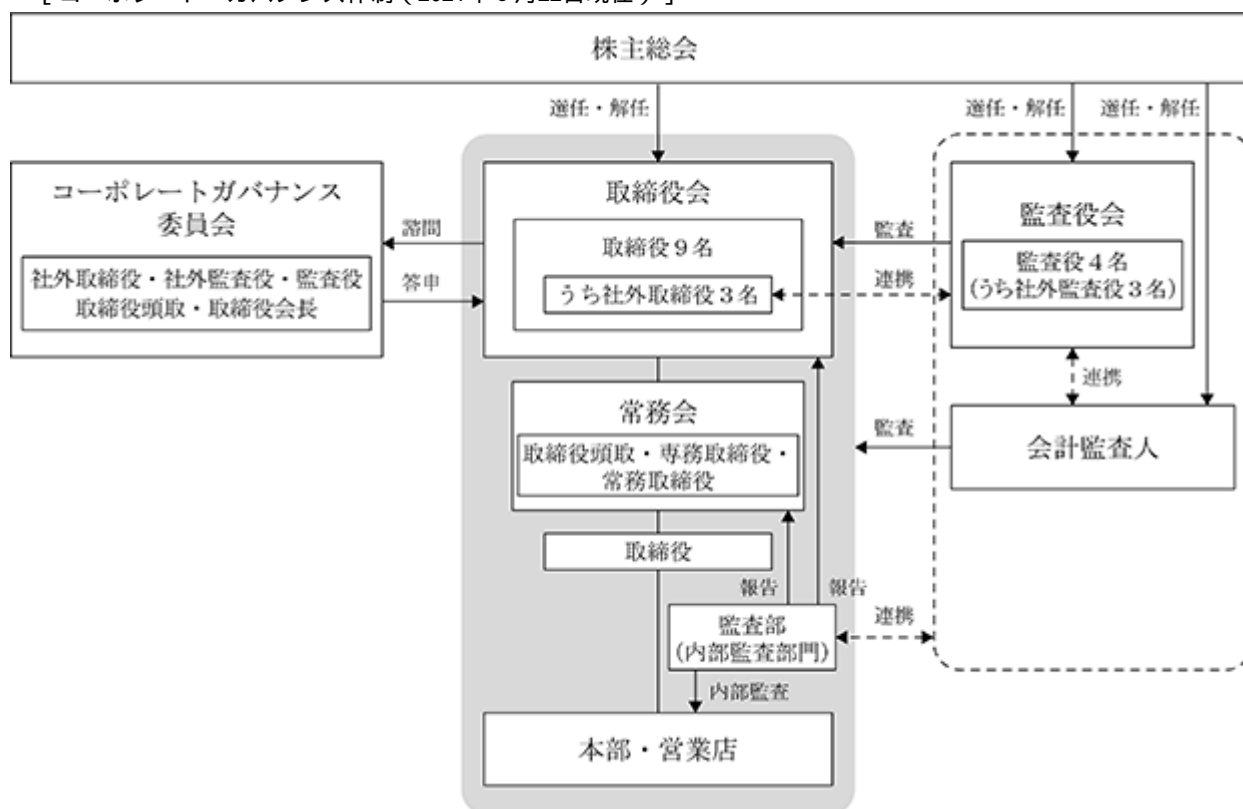 株主総会
選任・解任
選任・解任
選任・解任
コーポレートガバナンス
委員会
社外取締役・社外監査役・監査役
取締役頭取・取締役会長
諮問
答申
取締役会
取締役9名
うち社外取締役3名
監査
連携
監査役会
監査役4名
(うち社外監査役3名)
連携
常務会
取締役頭取・専務取締役・
常務取締役
監査
会計監査人
取締役
報告
報告
監査部
(内部監査部門)
連携
内部監査
本部・営業店